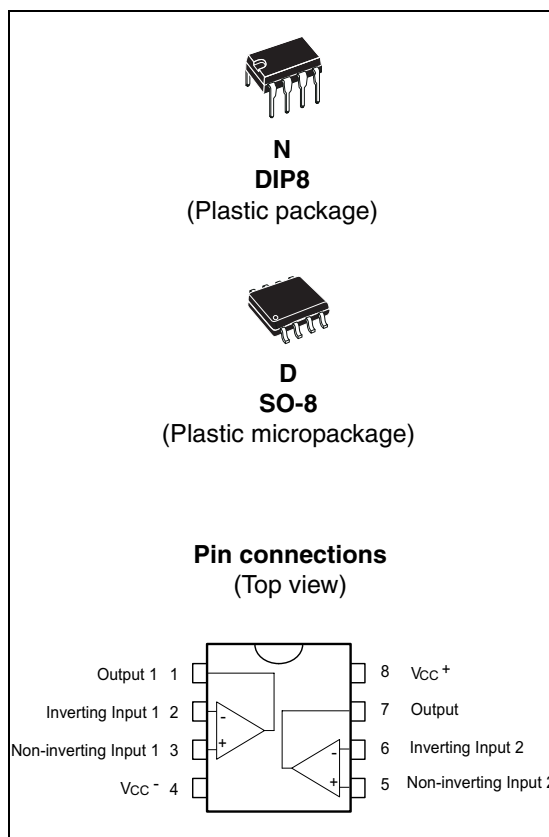 N
DIP8
(Plastic package)
D
SO-8
(Plastic micropackage)
Pin connections
(Top view)
Output 1 1
8 VCC +
Inverting Input 1 2
7 Output
-
Non-inverting Input 1 3
+
6 Inverting Input 2
-
VCC - 4
5 Non-inverting Input 2
+